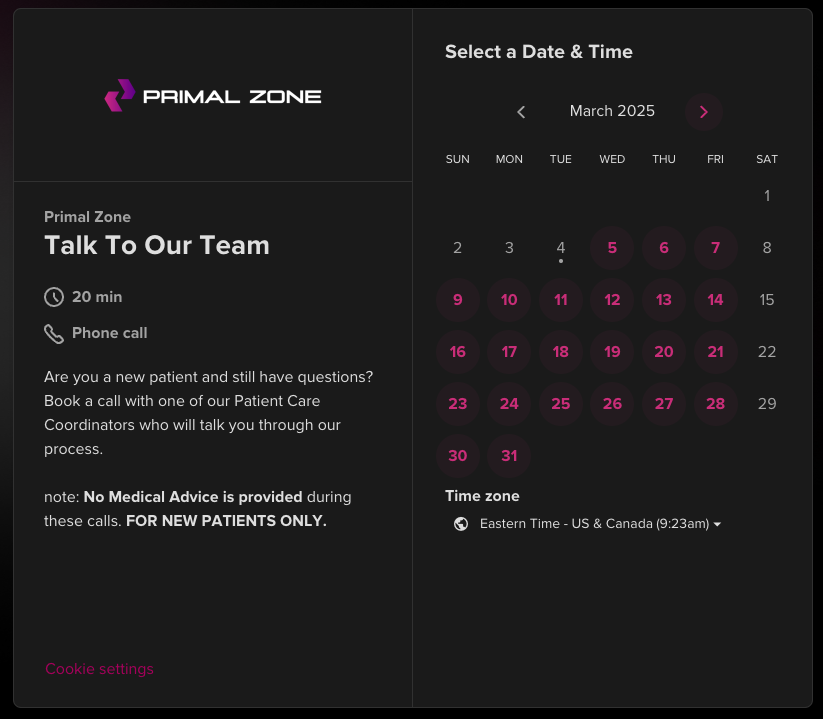 PRIMAL ZONE
Primal Zone
Talk To Our Team
20 min
Phone call
Are you a new patient and still have questions?
Book a call with one of our Patient Care
Coordinators who will talk you through our
process.
note: No Medical Advice is provided during
these calls. FOR NEW PATIENTS ONLY.
Cookie settings
Select a Date & Time
March 2025
SUN MON TUE WED THU FRI SAT
1
2 3 4 5 6 7 8
9 10 11 12 13 14 15
16 17 18 19 20 21 22
23 24 25 26 27 28 29
30 31
Time zone
Eastern Time - US & Canada (9:23am)